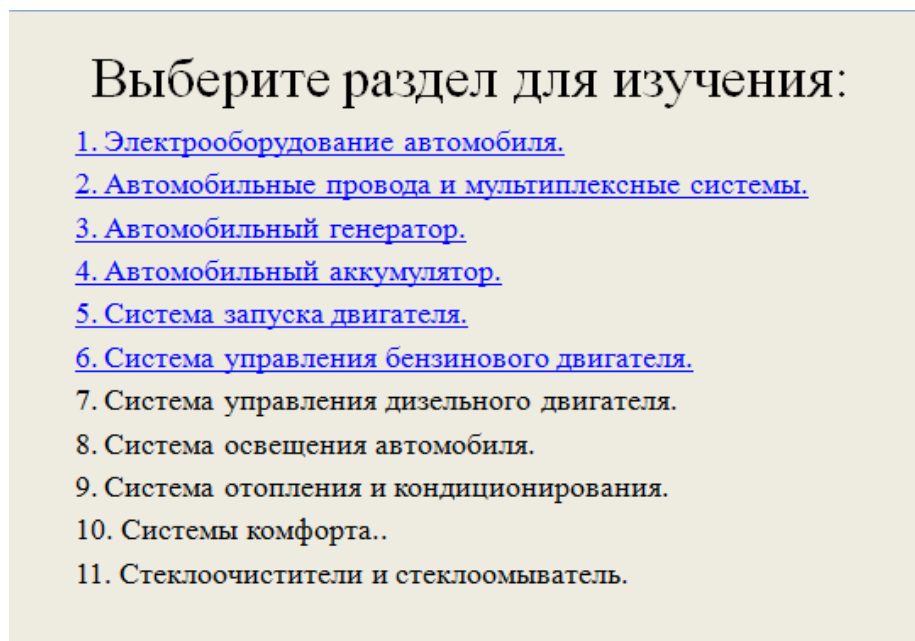 Выберите раздел для изучения:
1. Электрооборудование автомобиля.
2. Автомобильные провода и мультиплексные системы.
3. Автомобильный генератор.
4. Автомобильный аккумулятор.
5. Система запуска двигателя.
6. Система управления бензинового двигателя.
7. Система управления дизельного двигателя.
8. Система освещения автомобиля.
9. Система отопления и кондиционирования.
10. Системы комфорта..
11. Стеклоочистители и стеклоомыватель.